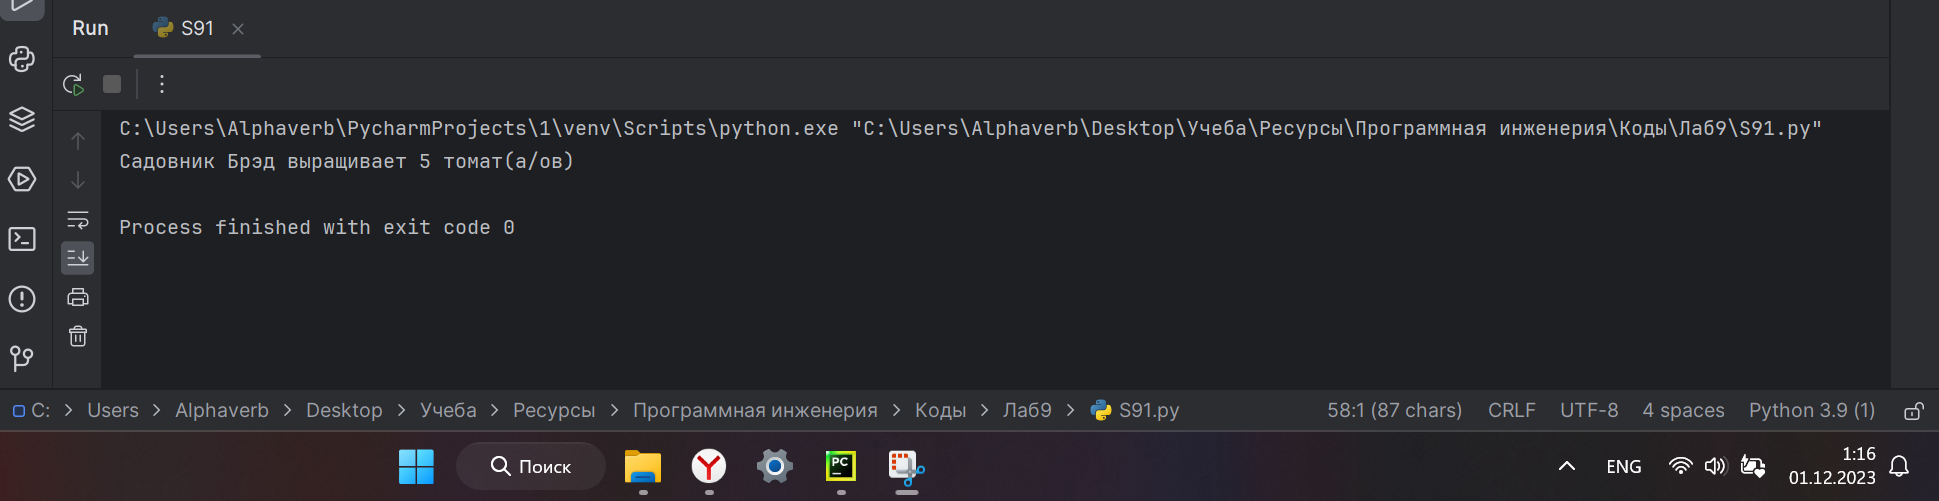 Run S91
C:\Users\Alphaverb\PycharmProjects\1\venv\Scripts\python.exe "C:\Users\Alphaverb\Desktop\Учеба\Ресурсы\Программная инженерия\Коды\Лаб9\S91.py"
Садовник Брэд выращивает 5 томат(а/ов)
Process finished with exit code 0
C: > Users > Alphaverb > Desktop > Учеба > Ресурсы > Программная инженерия > Коды > Лаб9 > S91.py 58:1 (87 chars) CRLF UTF-8 4 spaces Python 3.9 (1)
Поиск PC ENG 1:16
01.12.2023